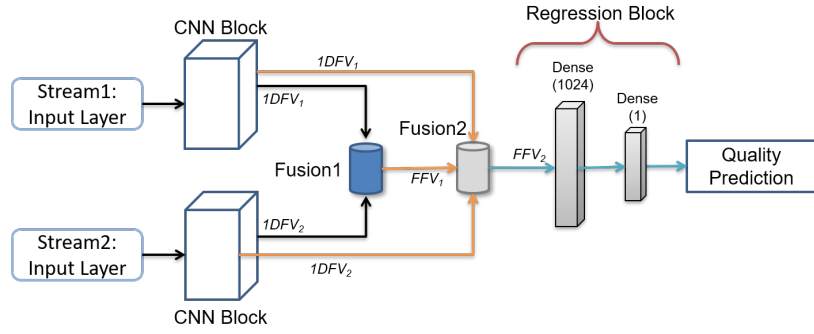 Regression Block
CNN Block
Stream1:
Input Layer
1DFV₁
1DFV₁
Dense
(1024)
Dense
(1)
Fusion2
Fusion1
FFV₁
FFV₂
Quality
Prediction
Stream2:
Input Layer
1DFV₂
1DFV₂
CNN Block